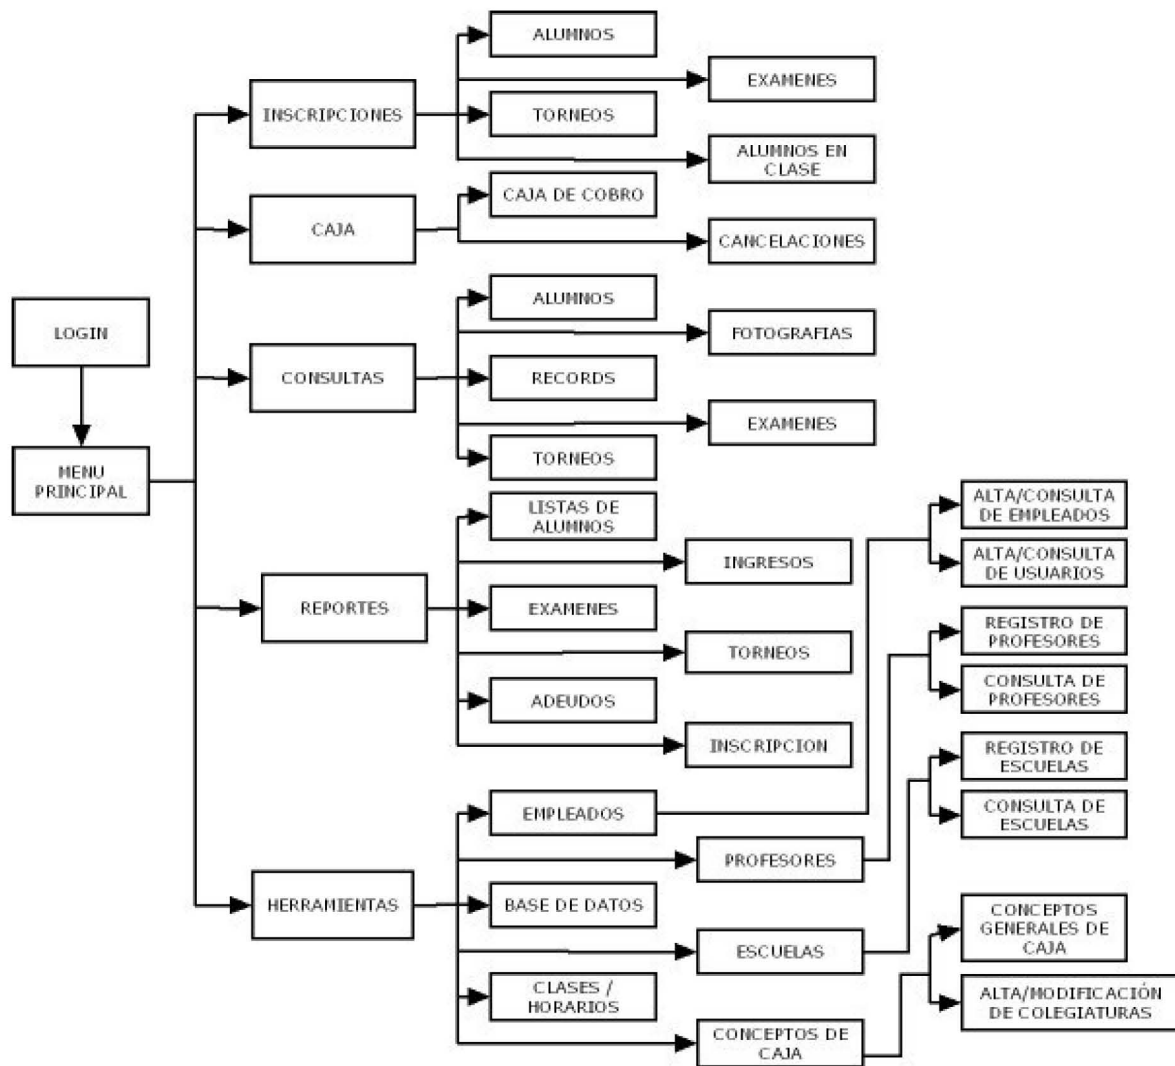 LOGIN
MENU
PRINCIPAL
INSCRIPCIONES
ALUMNOS
EXAMENES
TORNEOS
ALUMNOS EN
CLASE
CAJA
CAJA DE COBRO
CANCELACIONES
CONSULTAS
ALUMNOS
FOTOGRAFIAS
RECORDS
EXAMENES
TORNEOS
REPORTES
LISTAS DE
ALUMNOS
INGRESOS
EXAMENES
TORNEOS
ADEUDOS
INSCRIPCION
HERRAMIENTAS
EMPLEADOS
ALTA/CONSULTA
DE EMPLEADOS
ALTA/CONSULTA
DE USUARIOS
PROFESORES
REGISTRO DE
PROFESORES
CONSULTA DE
PROFESORES
BASE DE DATOS
ESCUELAS
REGISTRO DE
ESCUELAS
CONSULTA DE
ESCUELAS
CLASES /
HORARIOS
CONCEPTOS DE
CAJA
CONCEPTOS
GENERALES DE
CAJA
ALTA/MODIFICACIÓN
DE COLEGIATURAS